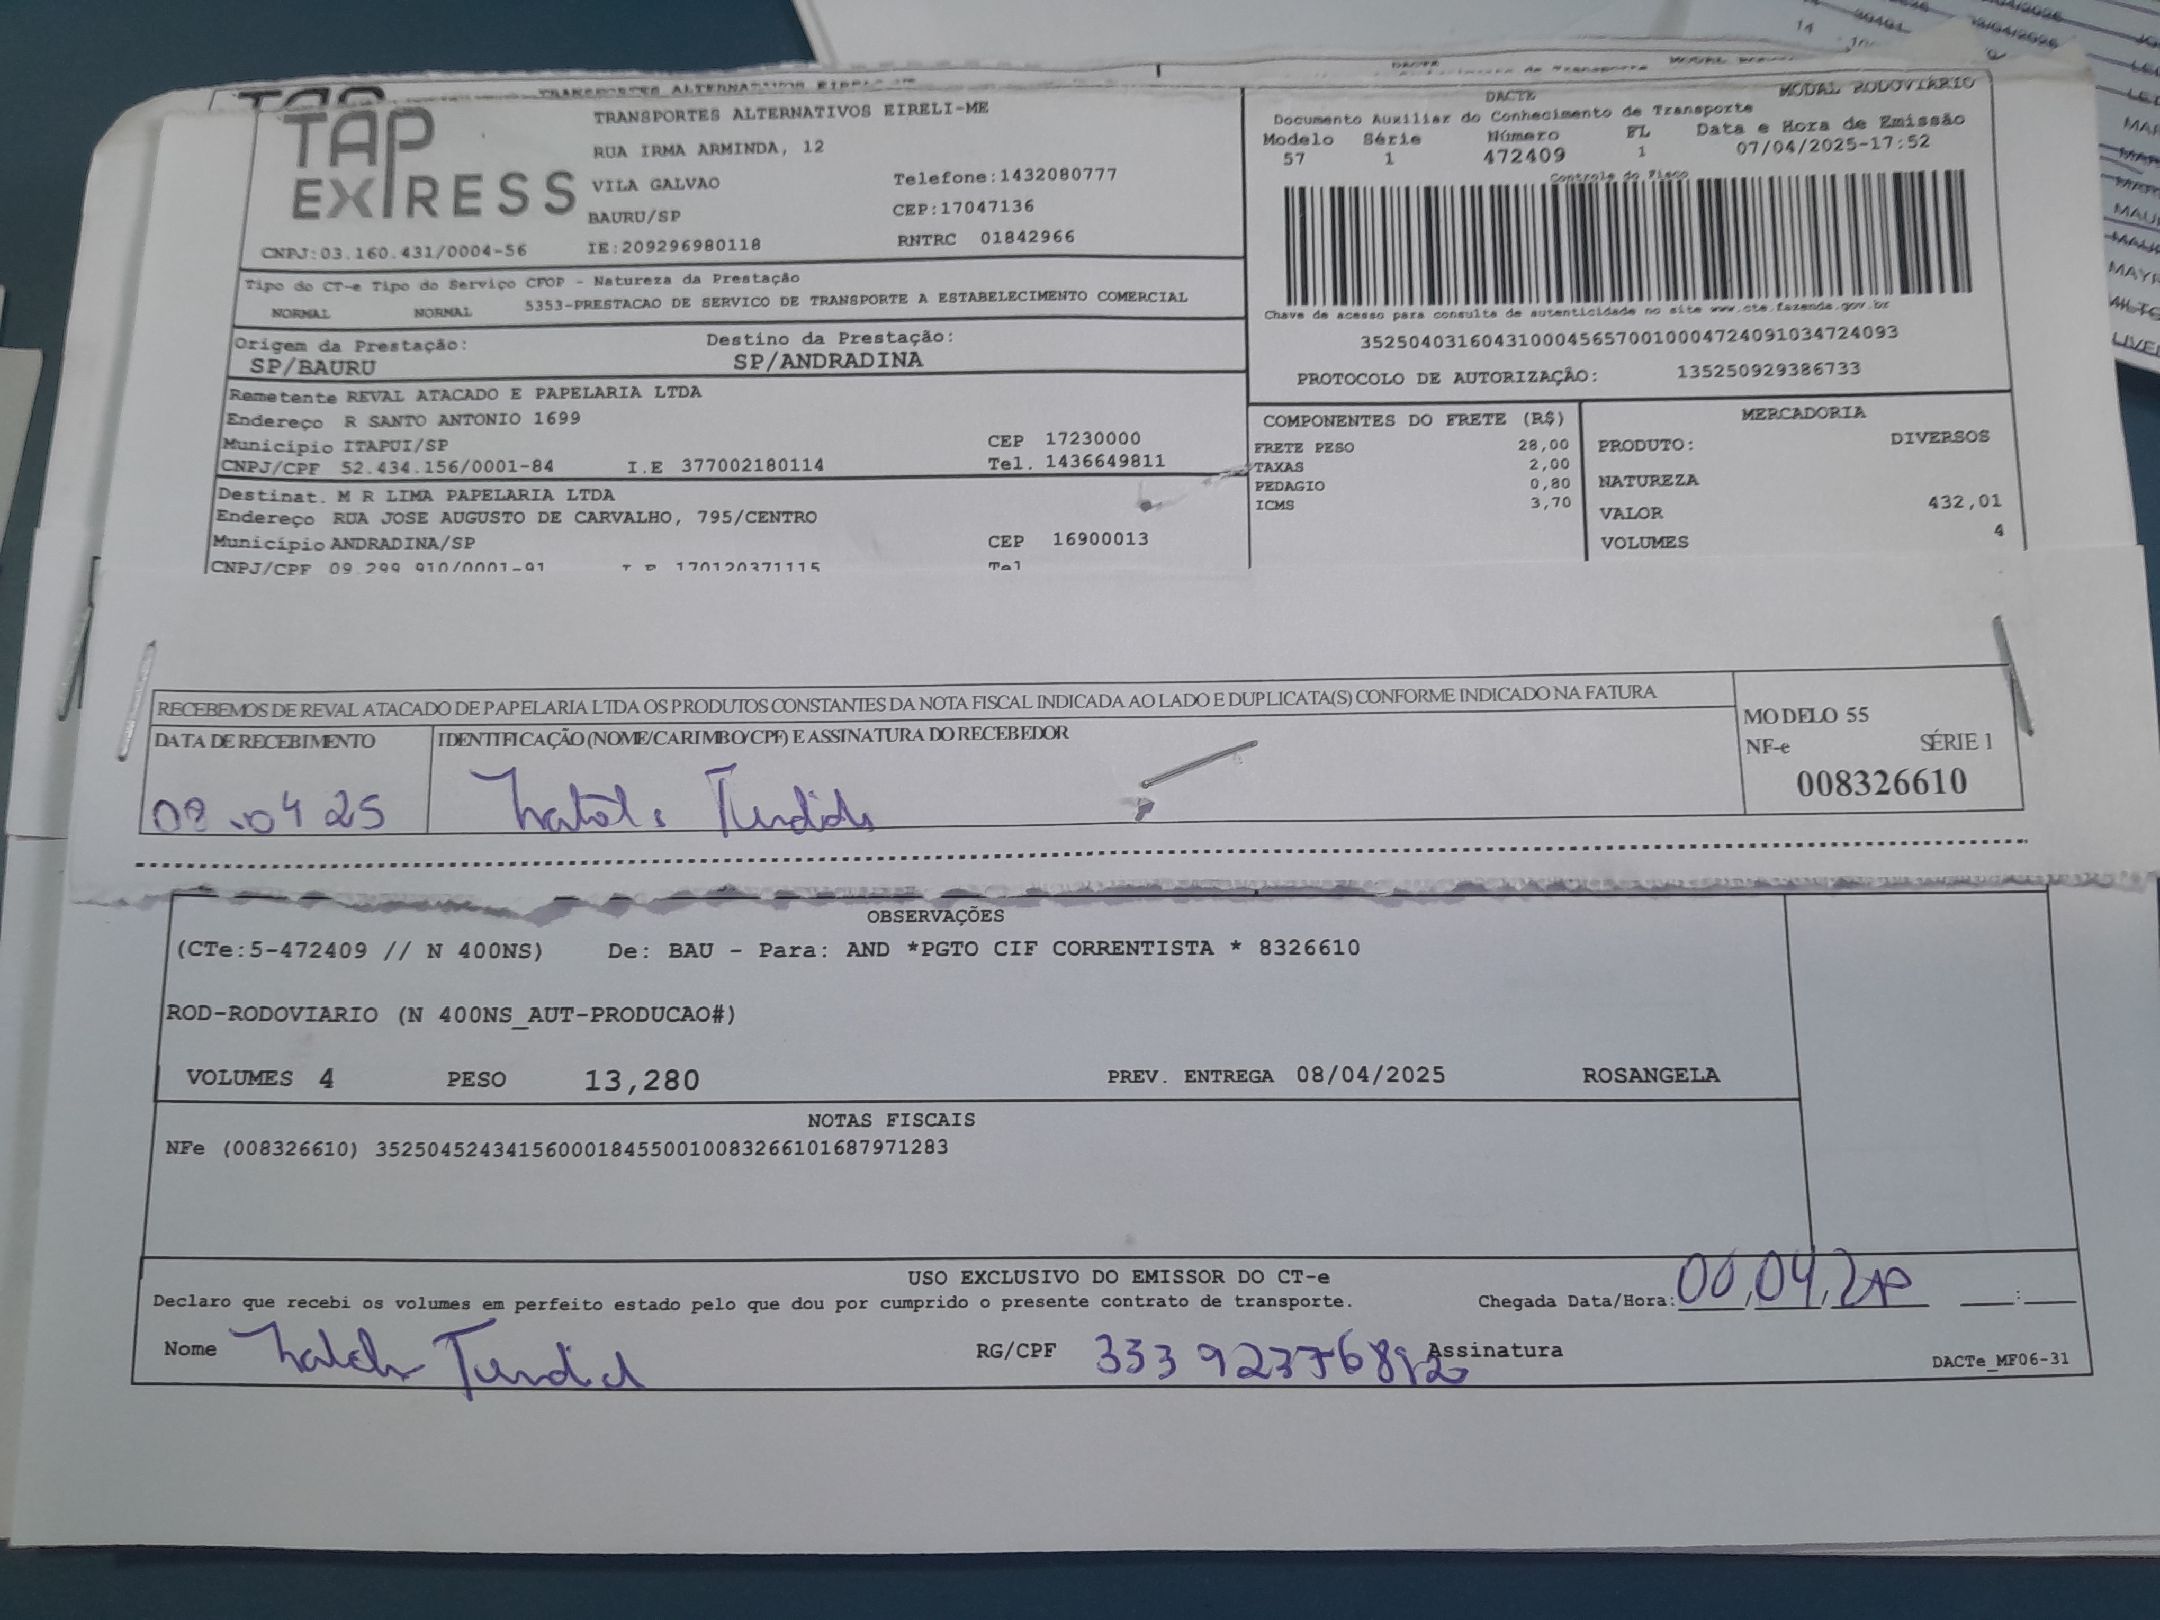 TRANSPORTES ALTERNATIVOS EIRELI-ME
TAP
EXPRESS
RUA IRMA ARMINDA, 12
VILA GALVAO Telefone:1432080777
BAURU/SP CEP:17047136
CNPJ:03.160.431/0004-56 IE:209296980118 RNTRC 01842966
DACTE MODAL RODOVIÁRIO
Documento Auxiliar do Conhecimento de Transporte
Modelo Série Número FL Data e Hora de Emissão
57 1 472409 1 07/04/2025-17:52
Controle do Fisco
Chave de acesso para consulta de autenticidade no site www.cte.fazenda.gov.br
35250403160431000456570010004724091034724093
PROTOCOLO DE AUTORIZAÇÃO: 135250929386733
Tipo do CT-e Tipo do Serviço CFOP - Natureza da Prestação
NORMAL NORMAL 5353-PRESTACAO DE SERVICO DE TRANSPORTE A ESTABELECIMENTO COMERCIAL
Origem da Prestação: Destino da Prestação:
SP/BAURU SP/ANDRADINA
Remetente REVAL ATACADO E PAPELARIA LTDA
Endereço R SANTO ANTONIO 1699
Município ITAPUI/SP CEP 17230000
CNPJ/CPF 52.434.156/0001-84 I.E 377002180114 Tel. 1436649811
Destinat. M R LIMA PAPELARIA LTDA
Endereço RUA JOSE AUGUSTO DE CARVALHO, 795/CENTRO
Município ANDRADINA/SP CEP 16900013
CNPJ/CPF 09.299.910/0001-91 I.E 170120371115 Tel
COMPONENTES DO FRETE (R$)
FRETE PESO 28,00
TAXAS 2,00
PEDAGIO 0,80
ICMS 3,70
MERCADORIA
PRODUTO: DIVERSOS
NATUREZA
VALOR 432,01
VOLUMES 4
RECEBEMOS DE REVAL ATACADO DE PAPELARIA LTDA OS PRODUTOS CONSTANTES DA NOTA FISCAL INDICADA AO LADO E DUPLICATA(S) CONFORME INDICADO NA FATURA
DATA DE RECEBIMENTO IDENTIFICAÇÃO (NOME/CARIMBO/CPF) E ASSINATURA DO RECEBEDOR
08.04 25
MODELO 55
NF-e SÉRIE 1
008326610
OBSERVAÇÕES
(CTe:5-472409 // N 400NS) De: BAU - Para: AND *PGTO CIF CORRENTISTA * 8326610
ROD-RODOVIARIO (N 400NS_AUT-PRODUCAO#)
VOLUMES 4 PESO 13,280 PREV. ENTREGA 08/04/2025 ROSANGELA
NOTAS FISCAIS
NFe (008326610) 35250452434156000184550010083266101687971283
USO EXCLUSIVO DO EMISSOR DO CT-e
Declaro que recebi os volumes em perfeito estado pelo que dou por cumprido o presente contrato de transporte. Chegada Data/Hora:
Nome RG/CPF Assinatura
DACTe_MF06-31